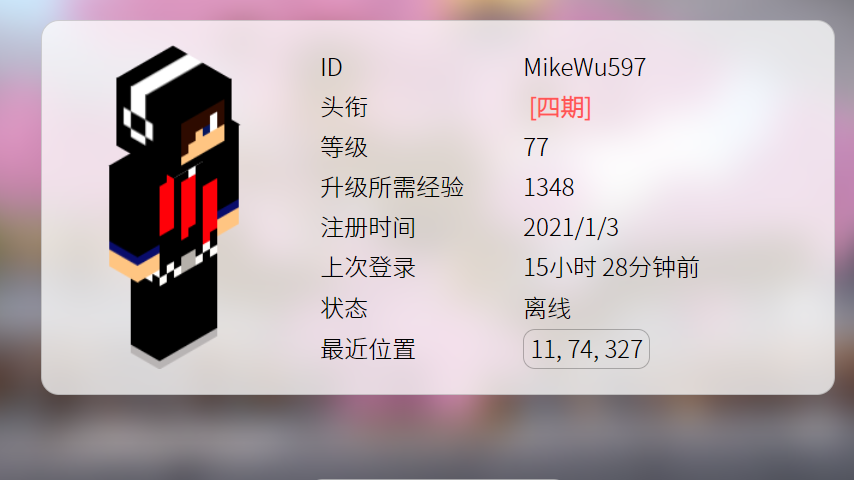 ID MikeWu597
头衔 [四期]
等级 77
升级所需经验 1348
注册时间 2021/1/3
上次登录 15小时 28分钟前
状态 离线
最近位置 11, 74, 327